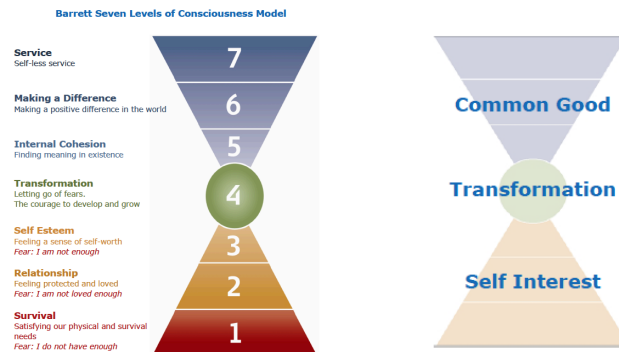 Barrett Seven Levels of Consciousness Model
Service
Self-less service
7
Making a Difference
Making a positive difference in the world
6
Internal Cohesion
Finding meaning in existence
5
Transformation
Letting go of fears.
The courage to develop and grow
4
Self Esteem
Feeling a sense of self-worth
Fear: I am not enough
3
Relationship
Feeling protected and loved
Fear: I am not loved enough
2
Survival
Satisfying our physical and survival
needs
Fear: I do not have enough
1
Common Good
Transformation
Self Interest